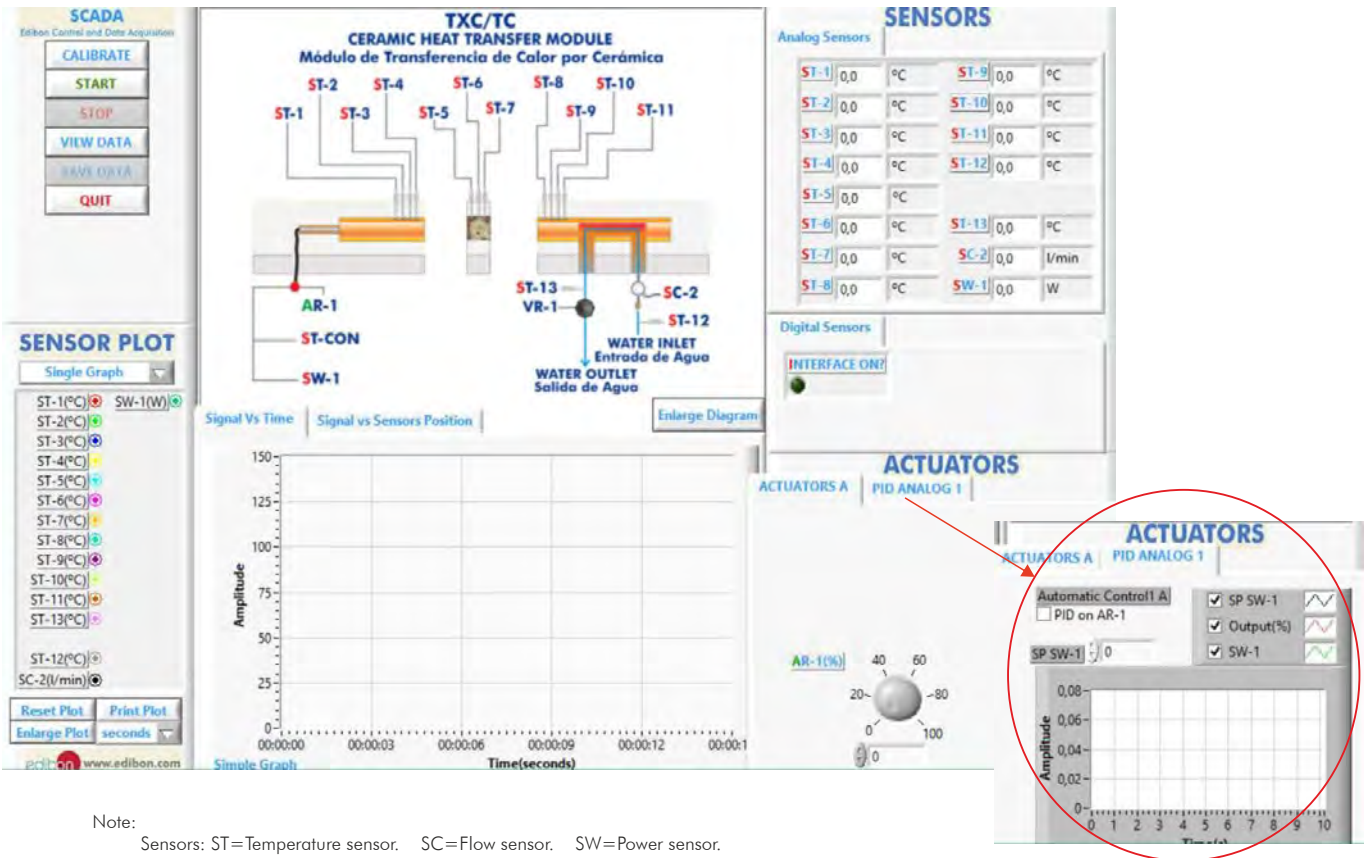 SCADA
Edibon Control and Data Acquisition
CALIBRATE
START
STOP
VIEW DATA
SAVE DATA
QUIT
TXC/TC
CERAMIC HEAT TRANSFER MODULE
Módulo de Transferencia de Calor por Cerámica
ST-2 ST-4 ST-6 ST-8 ST-10
ST-1 ST-3 ST-5 ST-7 ST-9 ST-11
AR-1
ST-CON
SW-1
ST-13
VR-1
SC-2
ST-12
WATER INLET
Entrada de Agua
WATER OUTLET
Salida de Agua
Enlarge Diagram
SENSORS
Analog Sensors
ST-1 0,0 ºC ST-9 0,0 ºC
ST-2 0,0 ºC ST-10 0,0 ºC
ST-3 0,0 ºC ST-11 0,0 ºC
ST-4 0,0 ºC ST-12 0,0 ºC
ST-5 0,0 ºC
ST-6 0,0 ºC ST-13 0,0 ºC
ST-7 0,0 ºC SC-2 0,0 l/min
ST-8 0,0 ºC SW-1 0,0 W
Digital Sensors
INTERFACE ON?
SENSOR PLOT
Single Graph
ST-1(ºC) SW-1(W)
ST-2(ºC)
ST-3(ºC)
ST-4(ºC)
ST-5(ºC)
ST-6(ºC)
ST-7(ºC)
ST-8(ºC)
ST-9(ºC)
ST-10(ºC)
ST-11(ºC)
ST-13(ºC)
ST-12(ºC)
SC-2(l/min)
Reset Plot Print Plot
Enlarge Plot seconds
edibon www.edibon.com
Signal Vs Time Signal vs Sensors Position
150
125
100
75
50
25
0
Amplitude
00:00:00 00:00:03 00:00:06 00:00:09 00:00:12 00:00:1
Simple Graph Time(seconds)
ACTUATORS
ACTUATORS A PID ANALOG 1
AR-1(%)
0 20 40 60 80 100
0
ACTUATORS
ACTUATORS A PID ANALOG 1
Automatic Control1 A
PID on AR-1
SP SW-1 0
SP SW-1
Output(%)
SW-1
0,08
0,06
0,04
0,02
0
Amplitude
0 1 2 3 4 5 6 7 8 9 10
Time(s)
Note:
Sensors: ST=Temperature sensor. SC=Flow sensor. SW=Power sensor.